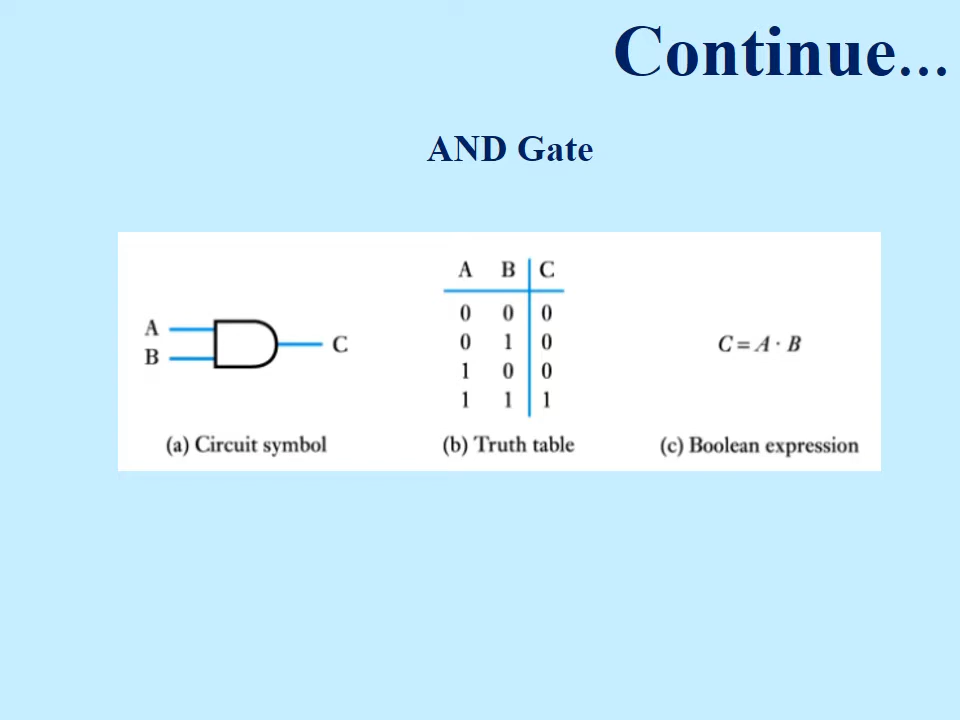 Continue...
AND Gate
A B C
0 0 0
0 1 0
1 0 0
1 1 1
A
B
C
C = A · B
(a) Circuit symbol
(b) Truth table
(c) Boolean expression